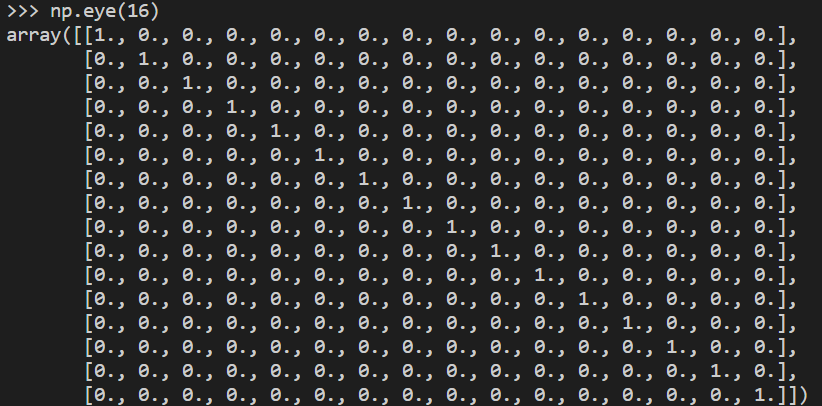 >>> np.eye(16)
array([[1., 0., 0., 0., 0., 0., 0., 0., 0., 0., 0., 0., 0., 0., 0., 0.],
       [0., 1., 0., 0., 0., 0., 0., 0., 0., 0., 0., 0., 0., 0., 0., 0.],
       [0., 0., 1., 0., 0., 0., 0., 0., 0., 0., 0., 0., 0., 0., 0., 0.],
       [0., 0., 0., 1., 0., 0., 0., 0., 0., 0., 0., 0., 0., 0., 0., 0.],
       [0., 0., 0., 0., 1., 0., 0., 0., 0., 0., 0., 0., 0., 0., 0., 0.],
       [0., 0., 0., 0., 0., 1., 0., 0., 0., 0., 0., 0., 0., 0., 0., 0.],
       [0., 0., 0., 0., 0., 0., 1., 0., 0., 0., 0., 0., 0., 0., 0., 0.],
       [0., 0., 0., 0., 0., 0., 0., 1., 0., 0., 0., 0., 0., 0., 0., 0.],
       [0., 0., 0., 0., 0., 0., 0., 0., 1., 0., 0., 0., 0., 0., 0., 0.],
       [0., 0., 0., 0., 0., 0., 0., 0., 0., 1., 0., 0., 0., 0., 0., 0.],
       [0., 0., 0., 0., 0., 0., 0., 0., 0., 0., 1., 0., 0., 0., 0., 0.],
       [0., 0., 0., 0., 0., 0., 0., 0., 0., 0., 0., 1., 0., 0., 0., 0.],
       [0., 0., 0., 0., 0., 0., 0., 0., 0., 0., 0., 0., 1., 0., 0., 0.],
       [0., 0., 0., 0., 0., 0., 0., 0., 0., 0., 0., 0., 0., 1., 0., 0.],
       [0., 0., 0., 0., 0., 0., 0., 0., 0., 0., 0., 0., 0., 0., 1., 0.],
       [0., 0., 0., 0., 0., 0., 0., 0., 0., 0., 0., 0., 0., 0., 0., 1.]])